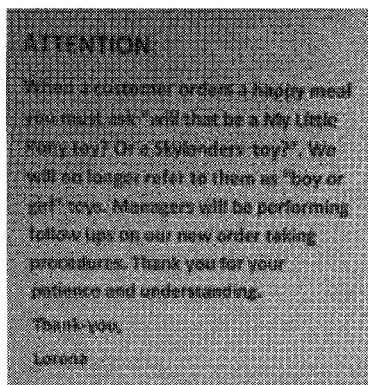 ATTENTION:
When a customer orders a happy meal
you must ask "will that be a My Little
Pony toy? Or a Skylanders toy?". We
will no longer refer to them as "boy or
girl" toys. Managers will be performing
follow ups on our new order taking
procedures. Thank you for your
patience and understanding.
Thank-you,
Lorena